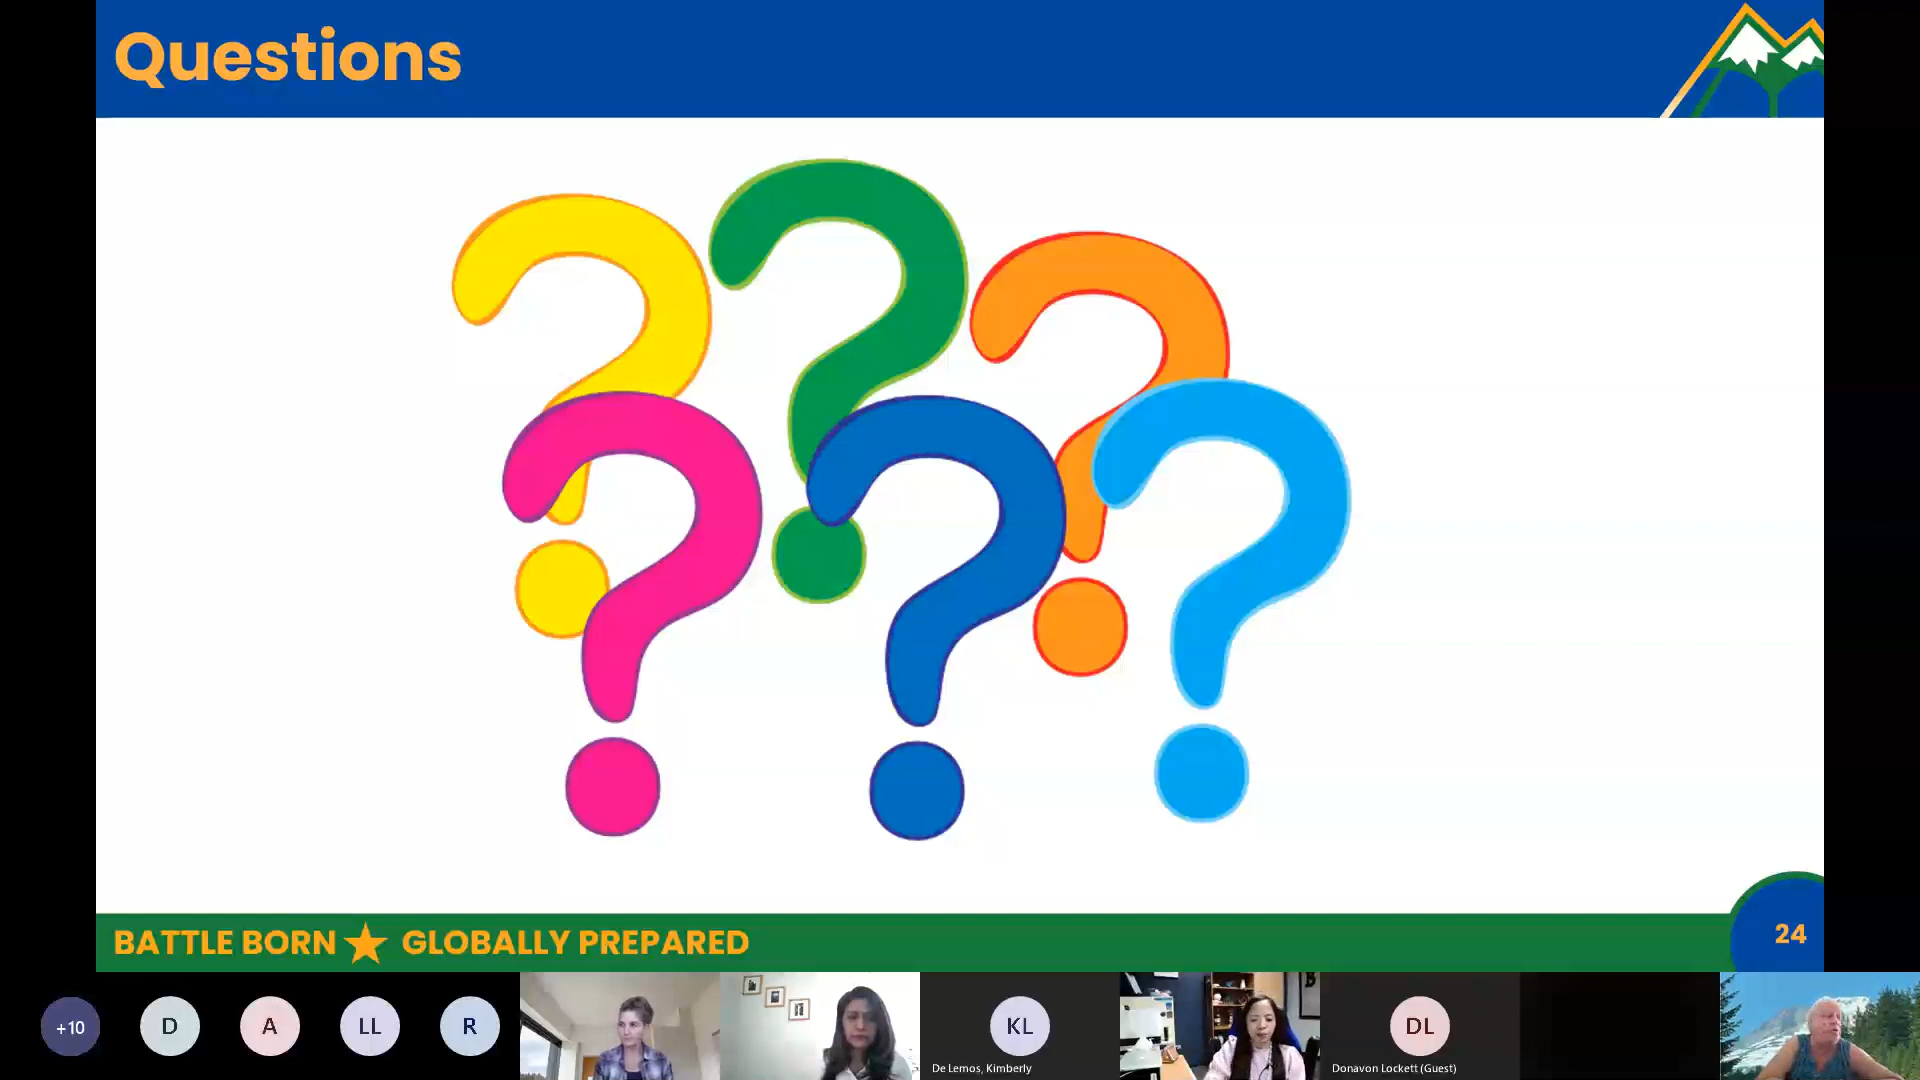 Questions
? ? ?
? ? ?
BATTLE BORN ★ GLOBALLY PREPARED
24
+10
D
A
LL
R
KL
De Lemos, Kimberly
DL
Donavon Lockett (Guest)